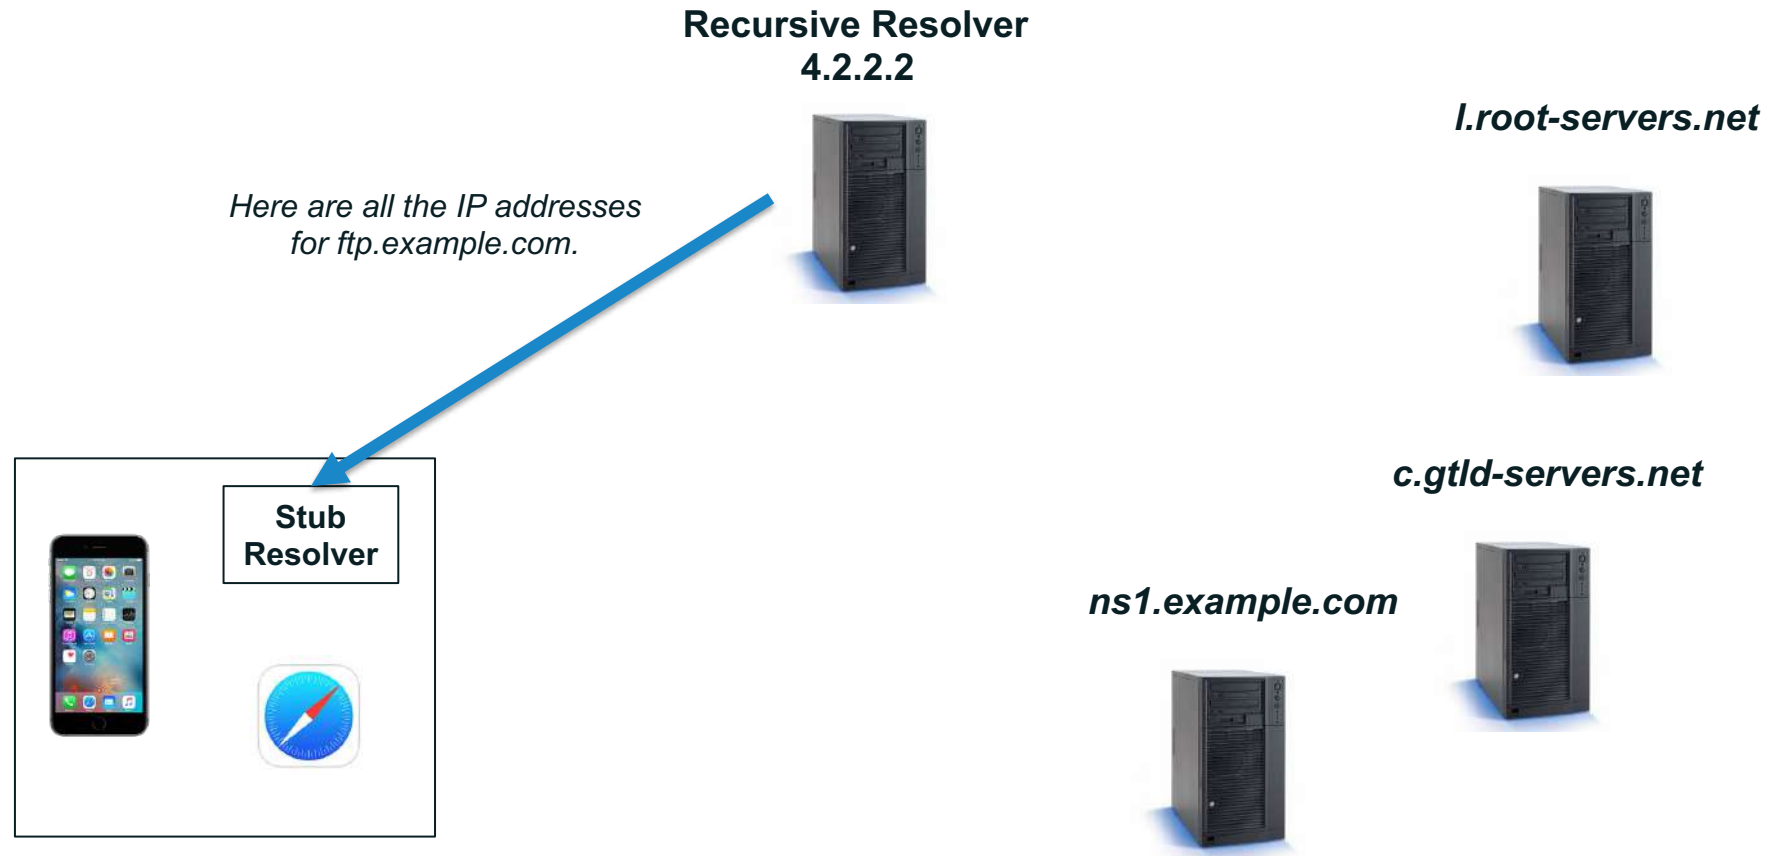 Recursive Resolver
4.2.2.2
l.root-servers.net
Here are all the IP addresses
for ftp.example.com.
c.gtld-servers.net
Stub
Resolver
ns1.example.com